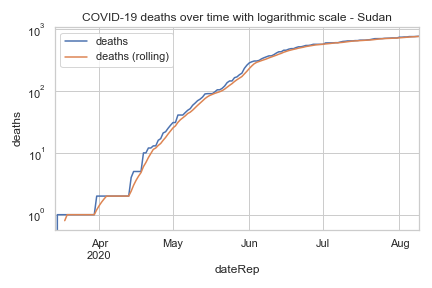 COVID-19 deaths over time with logarithmic scale - Sudan
deaths
deaths (rolling)
10³
10²
10¹
10⁰
deaths
Apr
2020
May
Jun
Jul
Aug
dateRep